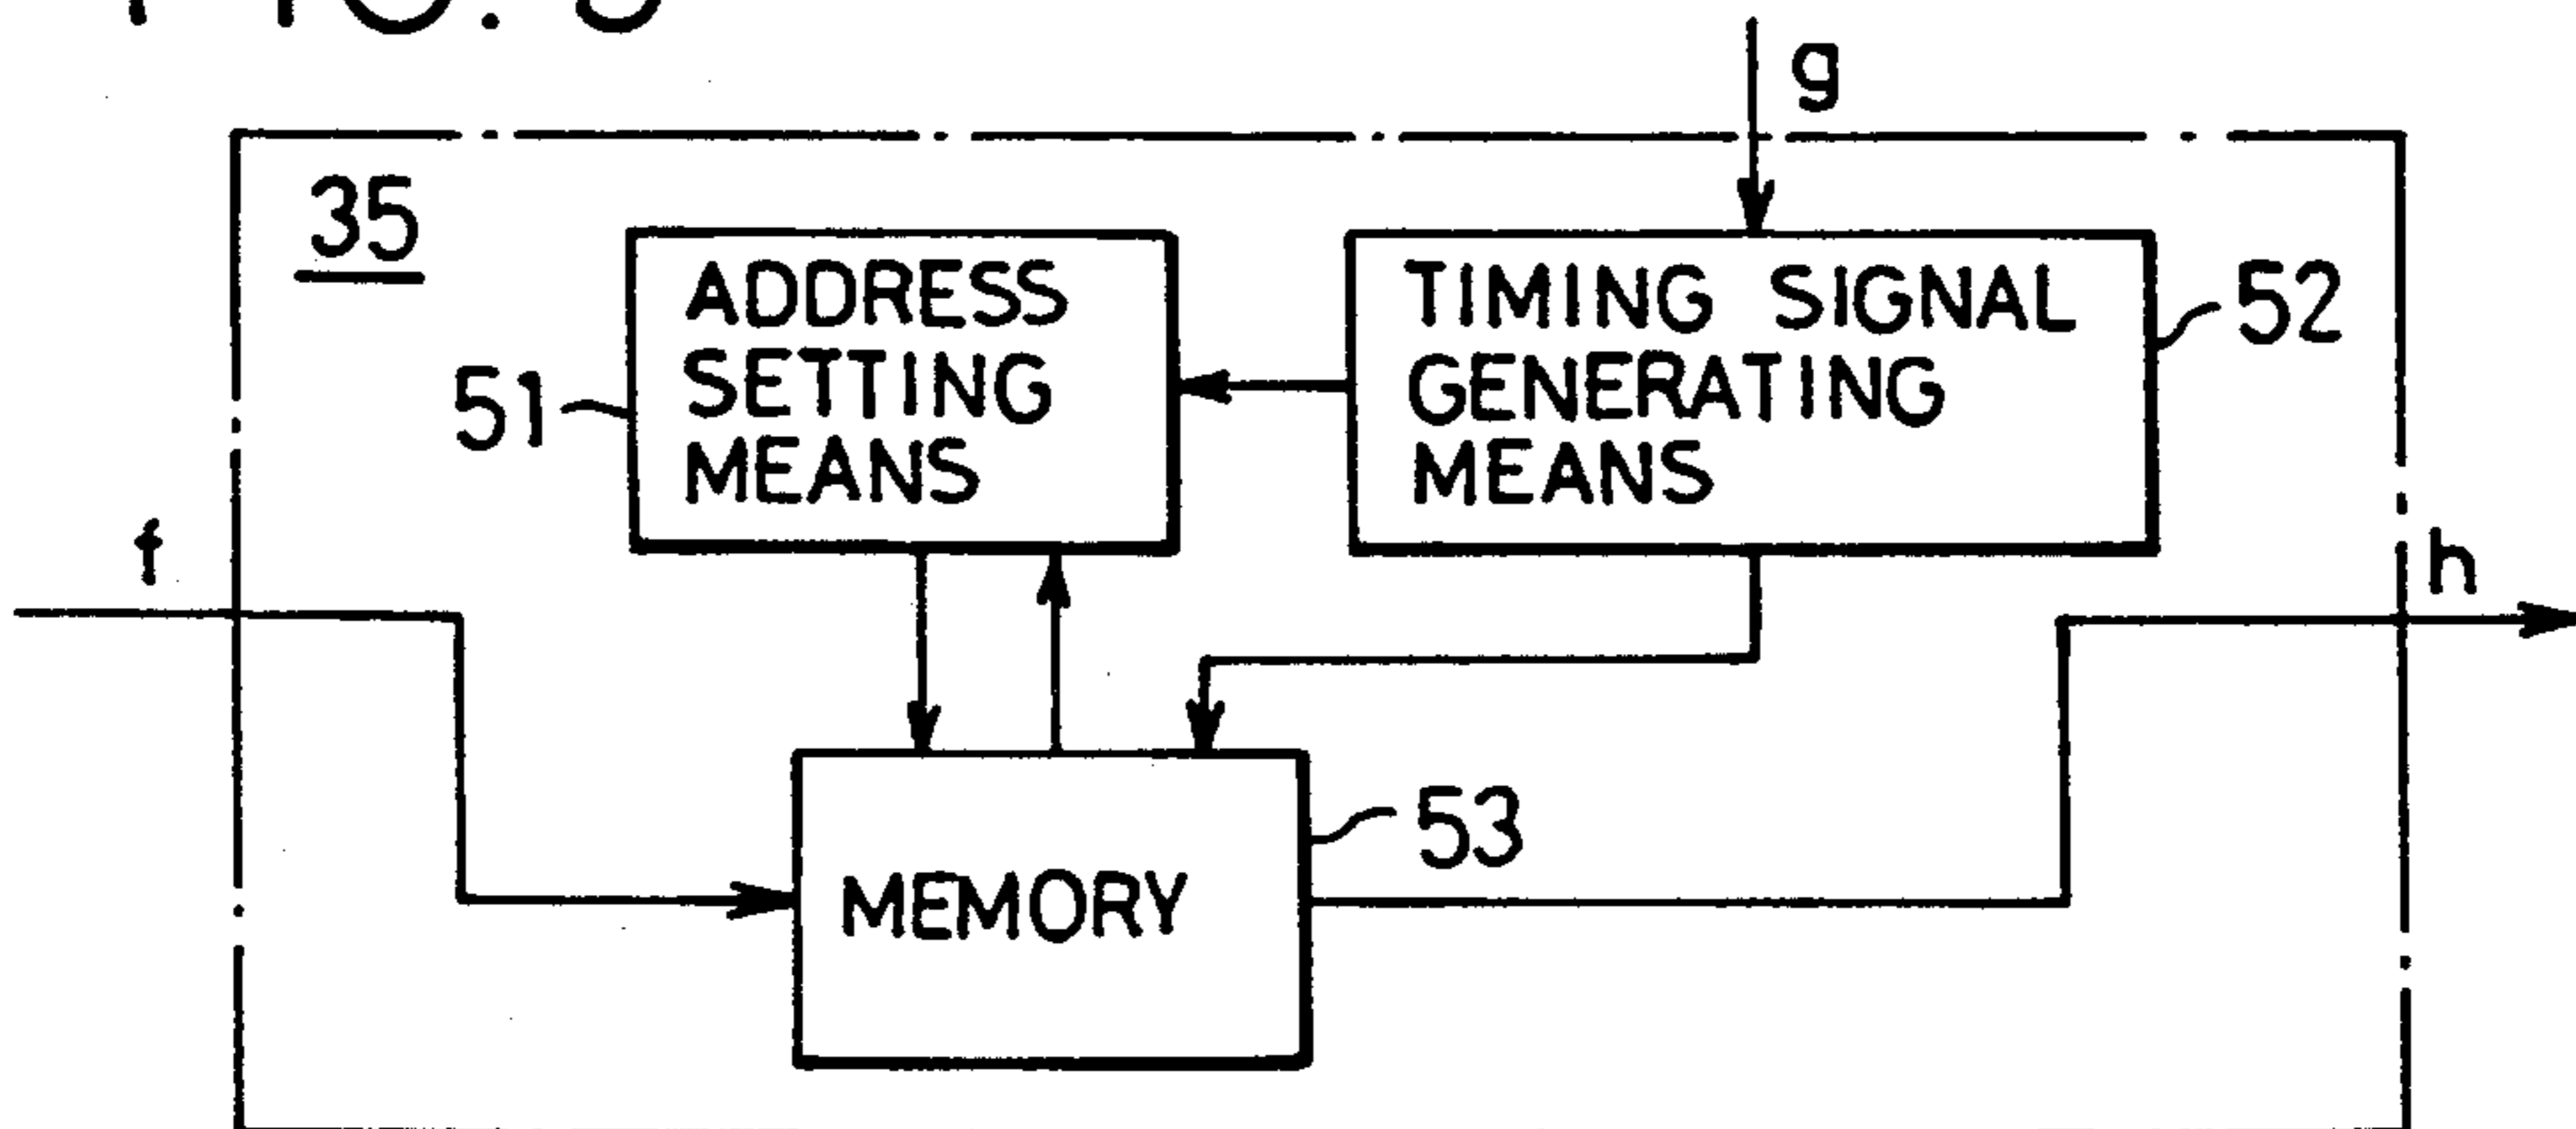 g
35
ADDRESS
SETTING
MEANS
51
TIMING SIGNAL
GENERATING
MEANS
52
f
h
MEMORY
53